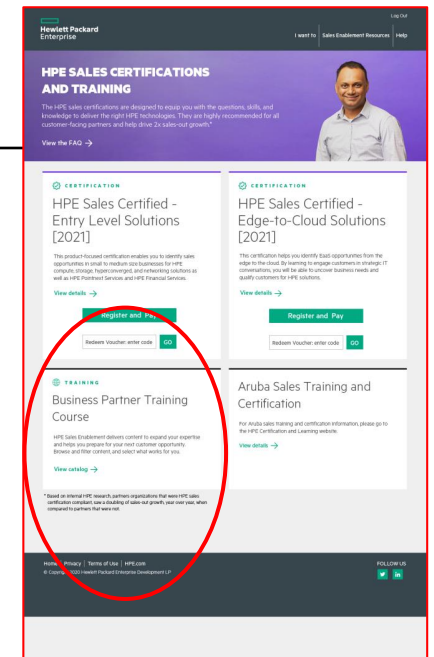 Log Out
Hewlett Packard
Enterprise
I want to
Sales Enablement Resources
Help
HPE SALES CERTIFICATIONS
AND TRAINING
The HPE sales certifications are designed to equip you with the questions, skills, and
knowledge to deliver the right HPE technologies. They are highly recommended for all
customer-facing partners and help drive 2x sales-out growth.*
View the FAQ →
CERTIFICATION
HPE Sales Certified -
Entry Level Solutions
[2021]
This product-focused certification enables you to identify sales
opportunities in small to medium size businesses for HPE
compute, storage, hyperconverged, and networking solutions as
well as HPE Pointnext Services and HPE Financial Services.
View details →
Register and Pay
Redeem Voucher: enter code
GO
CERTIFICATION
HPE Sales Certified -
Edge-to-Cloud Solutions
[2021]
This certification helps you identify EaaS opportunities from the
edge to the cloud. By learning to engage customers in strategic IT
conversations, you will be able to uncover business needs and
qualify customers for HPE solutions.
View details →
Register and Pay
Redeem Voucher: enter code
GO
TRAINING
Business Partner Training
Course
HPE Sales Enablement delivers content to expand your expertise
and helps you prepare for your next customer opportunity.
Browse and filter content, and select what works for you.
View catalog →
Aruba Sales Training and
Certification
For Aruba sales training and certification information, please go to
the HPE Certification and Learning website.
View details →
* Based on internal HPE research, partners organizations that were HPE sales
certification compliant, saw a doubling of sales-out growth, year over year, when
compared to partners that were not.
Home | Privacy | Terms of Use | HPE.com
© Copyright 2020 Hewlett Packard Enterprise Development LP
FOLLOW US